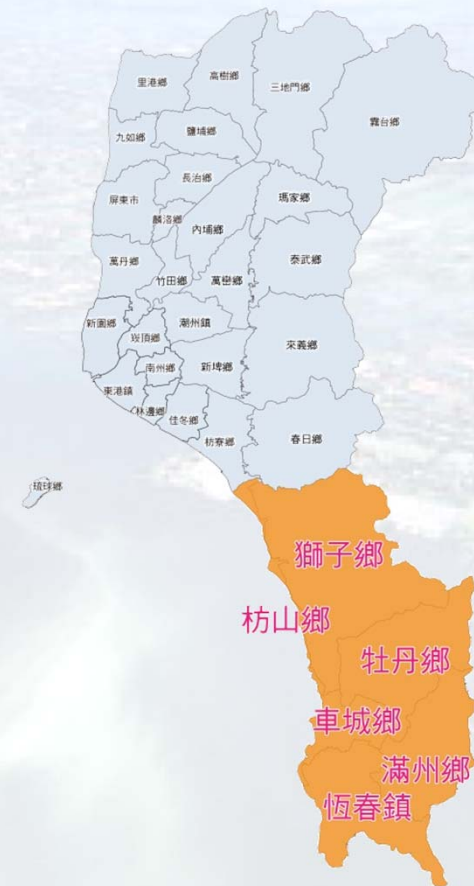 高樹鄉
里港鄉
三地門鄉
霧台鄉
九如鄉
鹽埔鄉
長治鄉
屏東市
瑪家鄉
麟洛鄉
內埔鄉
萬丹鄉
泰武鄉
竹田鄉
萬巒鄉
新園鄉
潮州鎮
崁頂鄉
來義鄉
南州鄉
新埤鄉
東港鎮
林邊鄉
佳冬鄉
枋寮鄉
春日鄉
琉球鄉
獅子鄉
枋山鄉
牡丹鄉
車城鄉
滿州鄉
恆春鎮